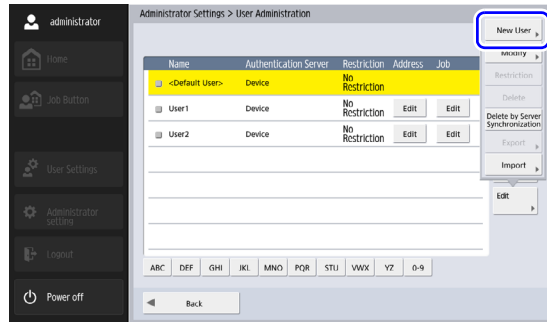 administrator
Administrator Settings > User Administration
Home
Job Button
User Settings
Administrator
setting
Logout
Power off
Name Authentication Server Restriction Address Job
<Default User> Device No
Restriction
User1 Device No
Restriction Edit Edit
User2 Device No
Restriction Edit Edit
New User
Modify
Restriction
Delete
Delete by Server
Synchronization
Export
Import
Edit
ABC DEF GHI JKL MNO PQR STU VWX YZ 0-9
Back